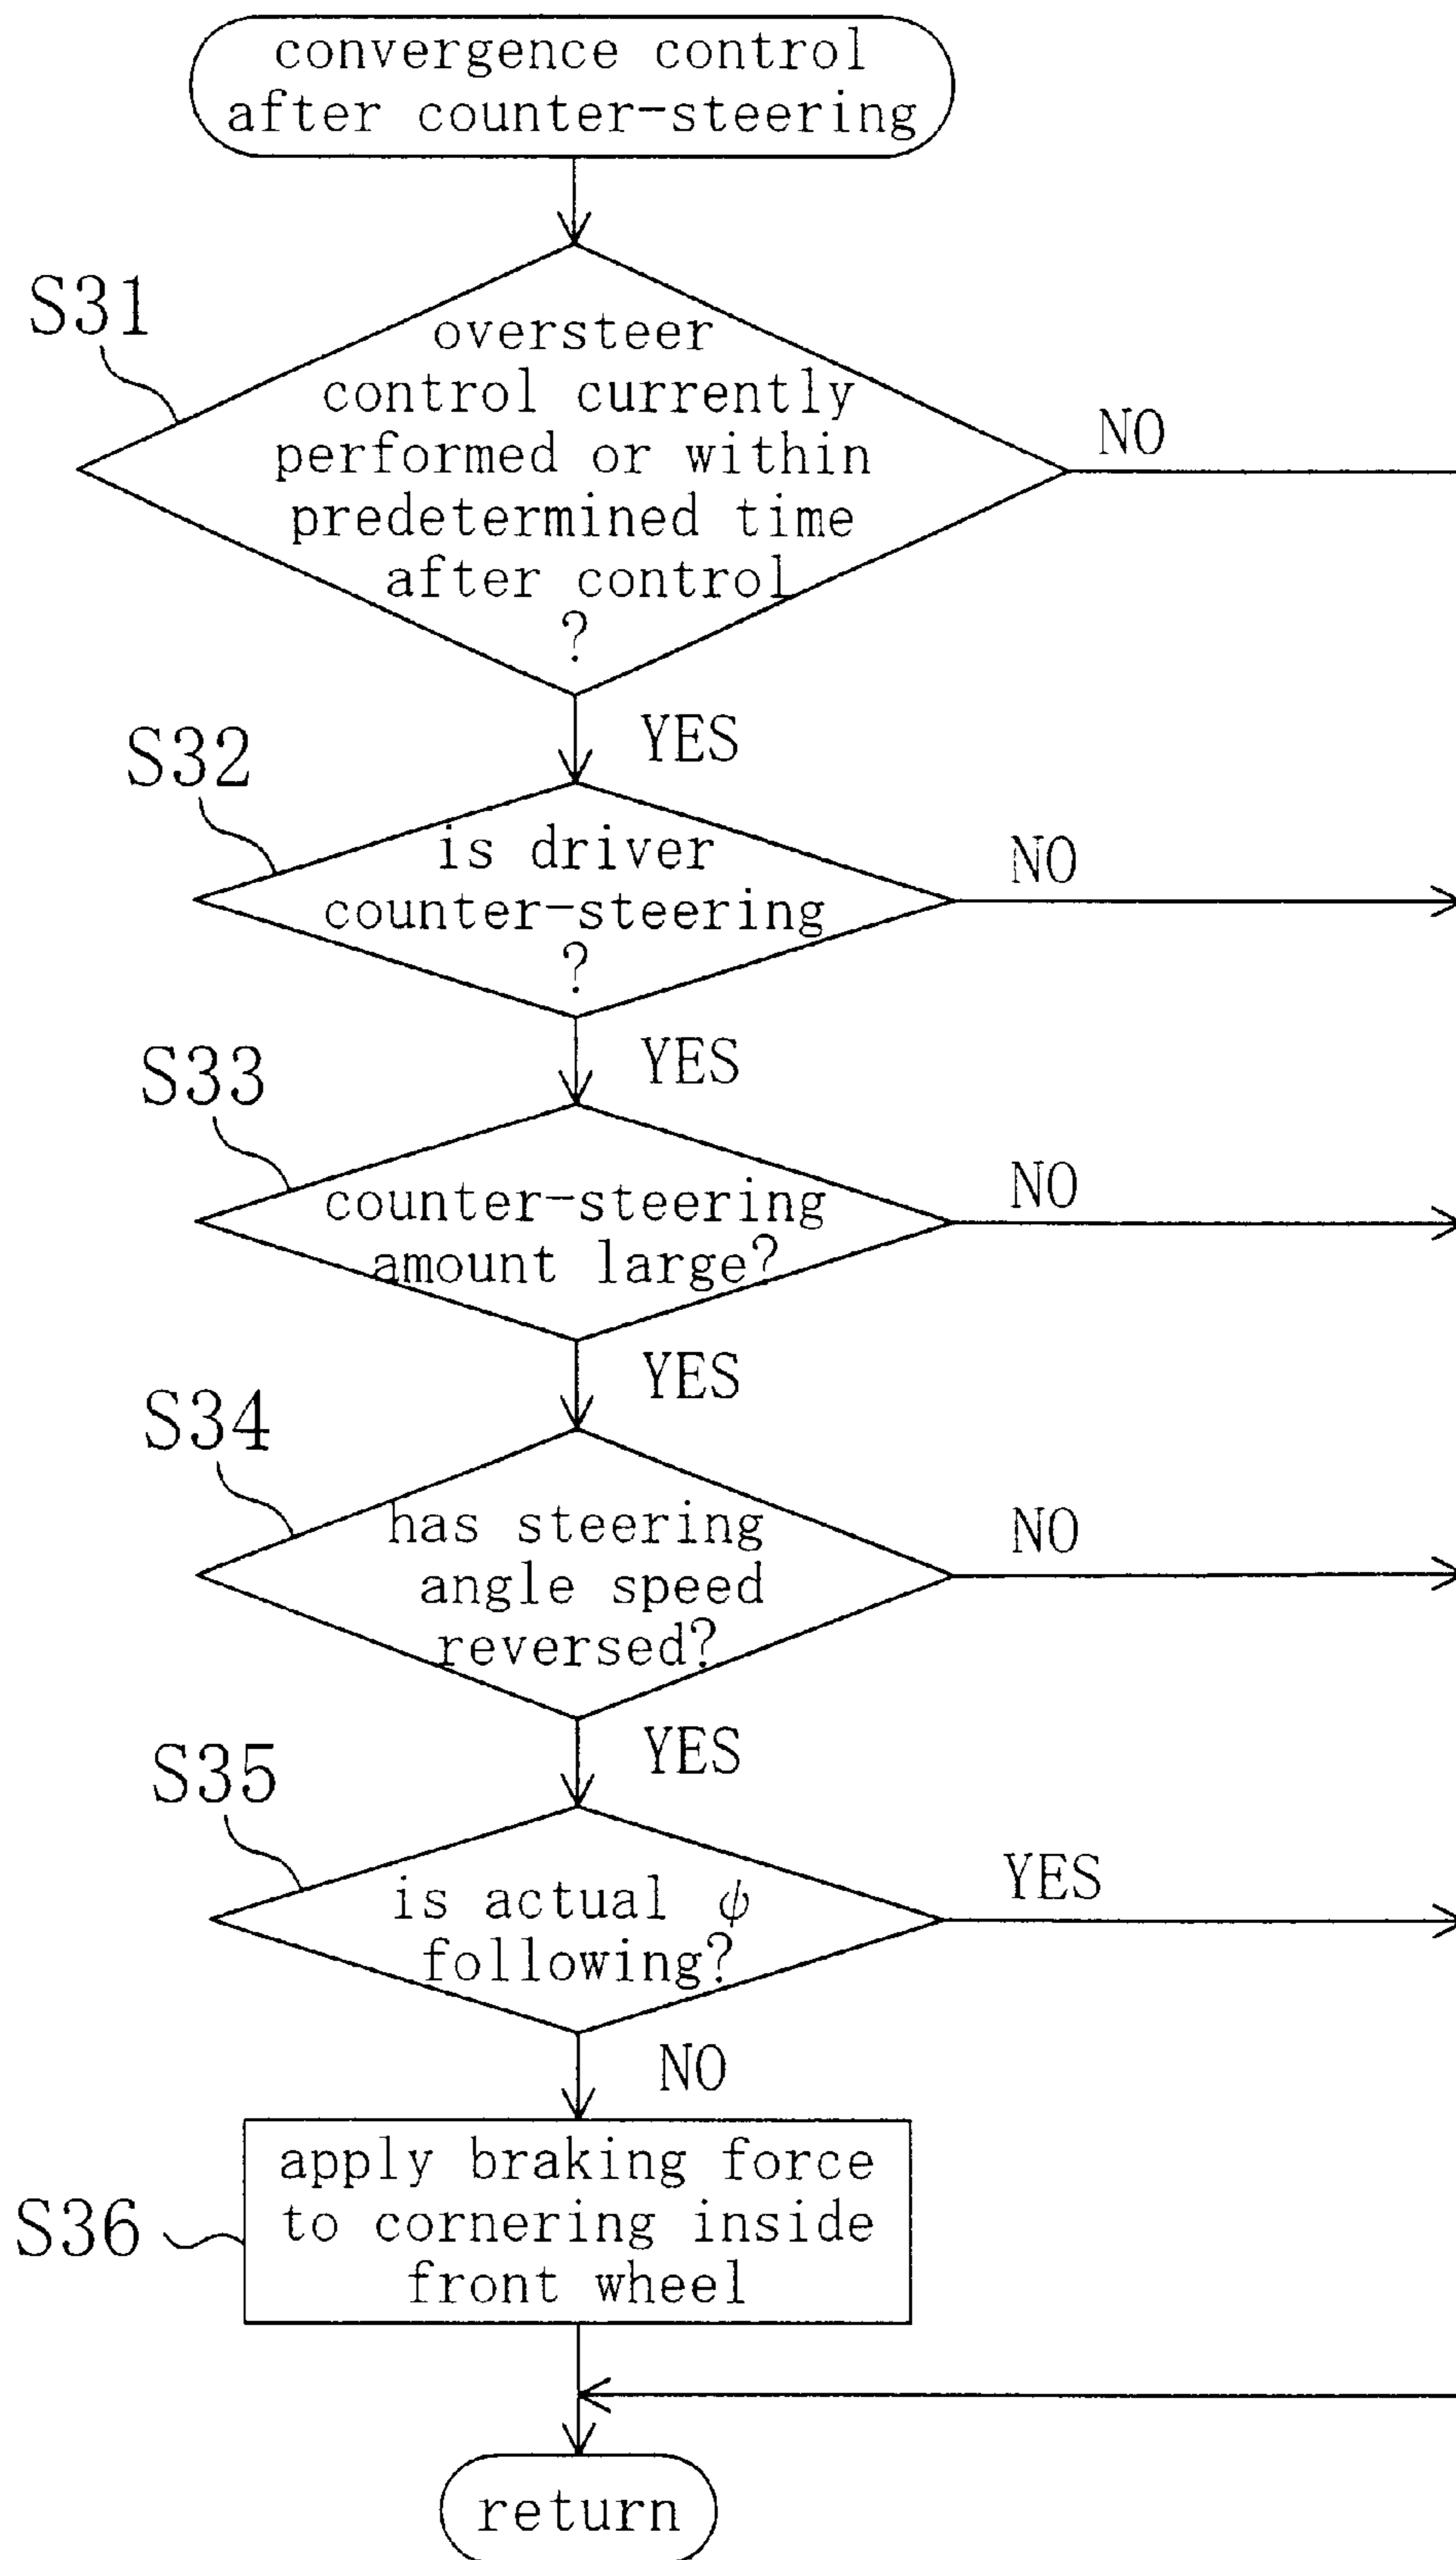 convergence control
after counter-steering
S31
oversteer
control currently
performed or within
predetermined time
after control
?
NO
YES
S32
is driver
counter-steering
?
NO
YES
S33
counter-steering
amount large?
NO
YES
S34
has steering
angle speed
reversed?
NO
YES
S35
is actual φ
following?
YES
NO
S36
apply braking force
to cornering inside
front wheel
return